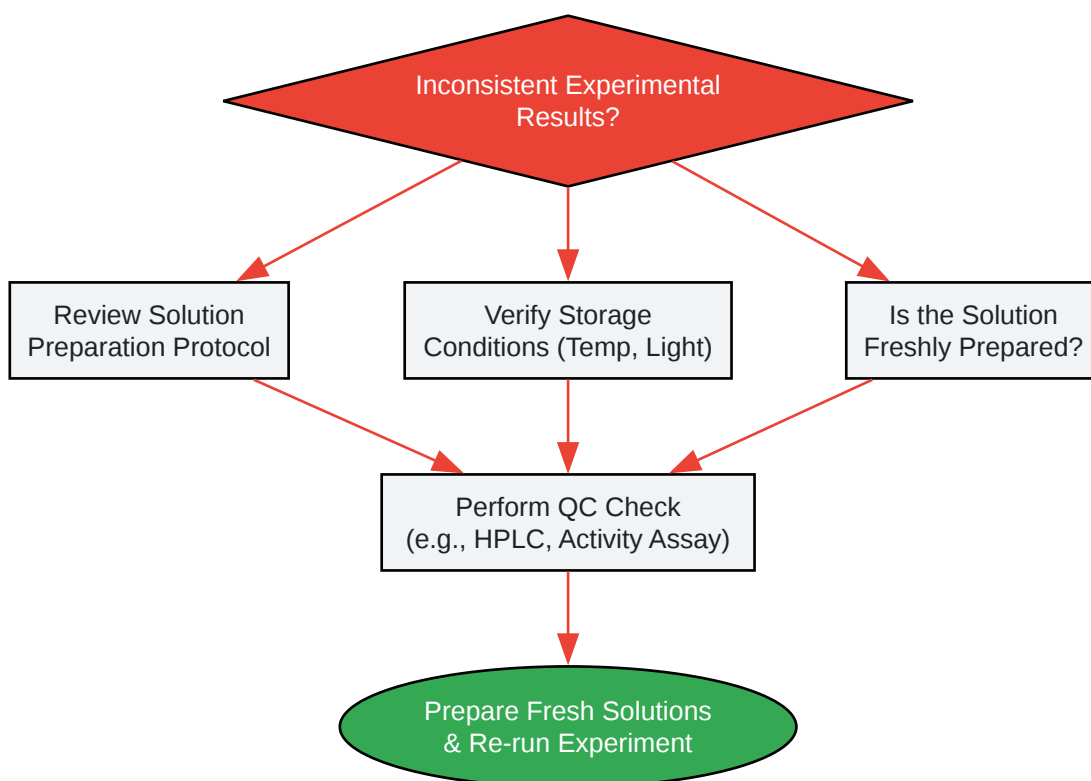 Inconsistent Experimental
Results?
Review Solution
Preparation Protocol
Verify Storage
Conditions (Temp, Light)
Is the Solution
Freshly Prepared?
Perform QC Check
(e.g., HPLC, Activity Assay)
Prepare Fresh Solutions
& Re-run Experiment